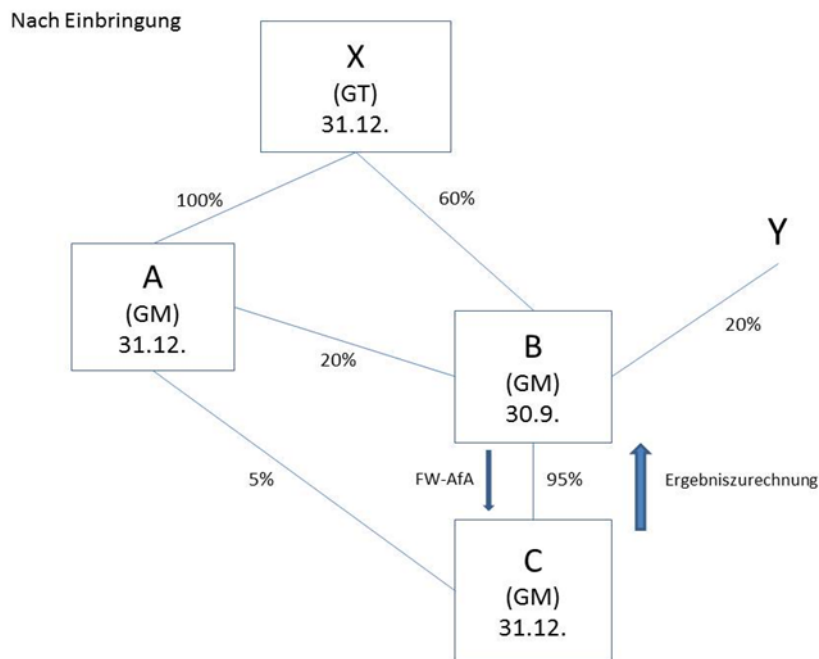 Nach Einbringung
X
(GT)
31.12.
100%
60%
A
(GM)
31.12.
Y
20%
B
(GM)
30.9.
20%
5%
FW-AfA
95%
Ergebniszurechnung
C
(GM)
31.12.